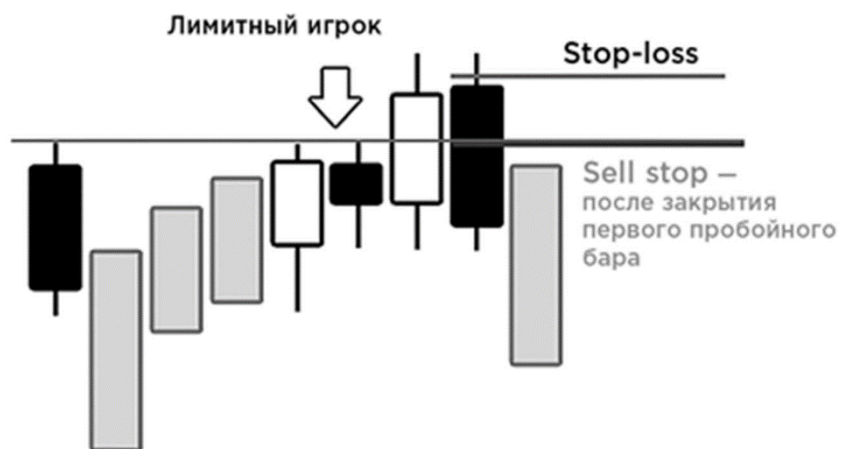 Лимитный игрок
Stop-loss
Sell stop –
после закрытия
первого пробойного
бара